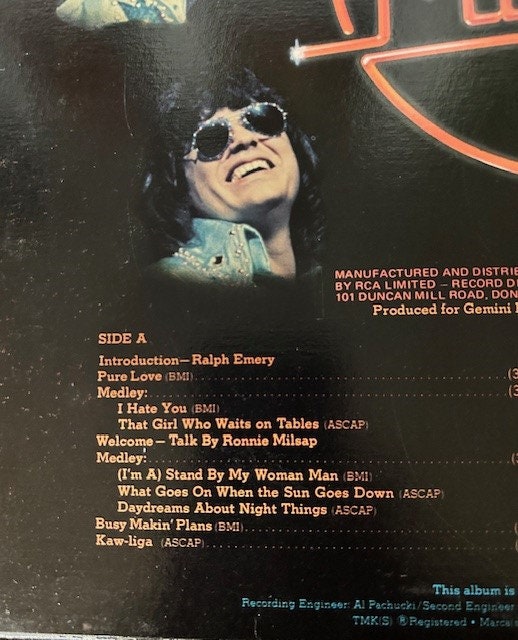 MANUFACTURED AND DISTRIB
BY RCA LIMITED – RECORD D
101 DUNCAN MILL ROAD, DON
Produced for Gemini
SIDE A
Introduction—Ralph Emery
Pure Love (BMI)..........(3
Medley:..........(3
I Hate You (BMI)
That Girl Who Waits on Tables (ASCAP)
Welcome — Talk By Ronnie Milsap
Medley:..........(3
(I'm A) Stand By My Woman Man (BMI)
What Goes On When the Sun Goes Down (ASCAP)
Daydreams About Night Things (ASCAP)
Busy Makin' Plans (BMI)..........(
Kaw-liga (ASCAP)..........(
This album is
Recording Engineer: Al Pachucki/Second Engineer
TMK(S) ® Registered • Marca